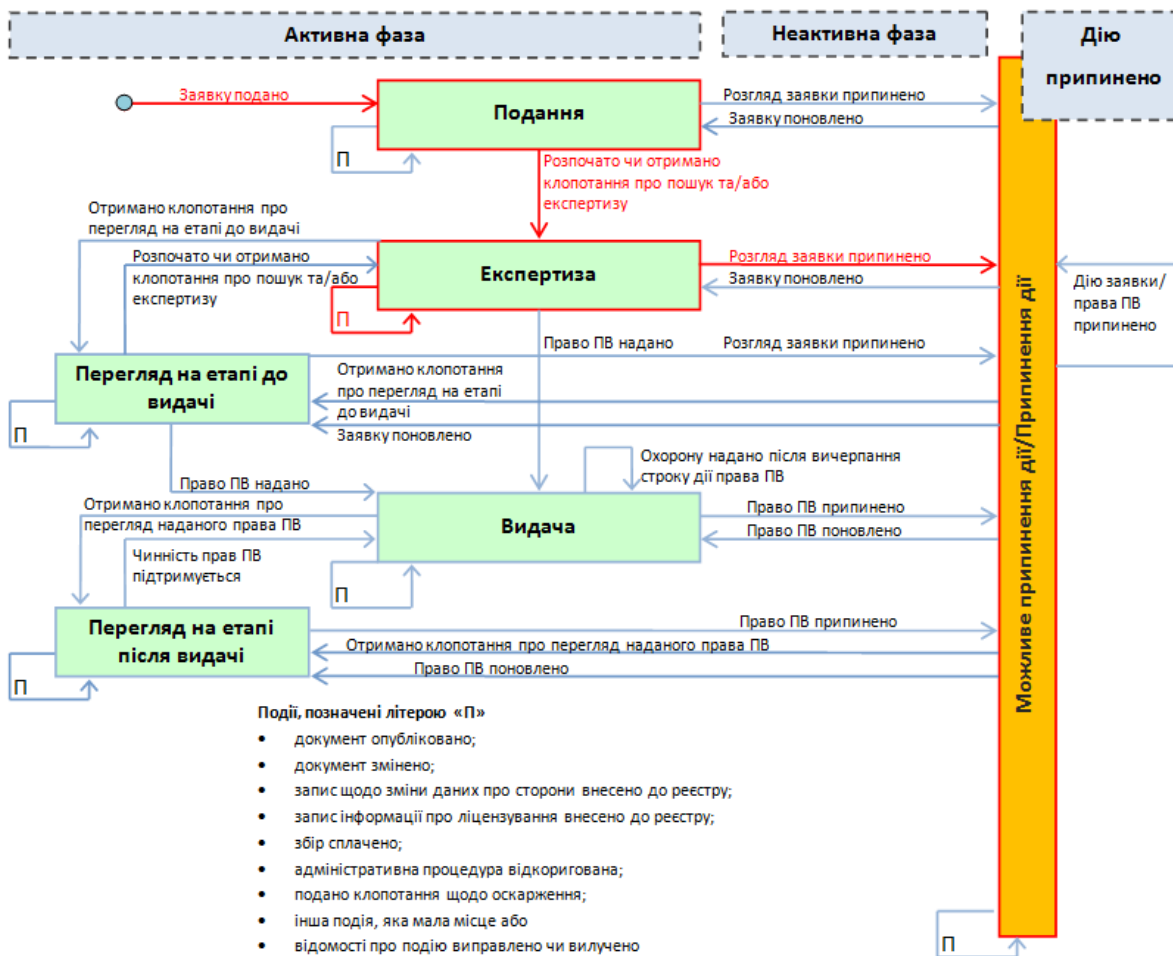 Активна фаза
Неактивна фаза
Дію
припинено
Заявку подано
Подання
Розгляд заявки припинено
Заявку поновлено
П
Розпочато чи отримано
клопотання про пошук та/або
експертизу
Отримано клопотання про
перегляд на етапі до видачі
Розпочато чи отримано
клопотання про пошук та/або
експертизу
Експертиза
Розгляд заявки припинено
Заявку поновлено
П
Дію заявки/
права ПВ
припинено
Право ПВ надано
Розгляд заявки припинено
Перегляд на етапі до
видачі
Отримано клопотання
про перегляд на етапі
до видачі
Заявку поновлено
П
Можливе припинення дії/Припинення дії
Охорону надано після вичерпання
строку дії права ПВ
Право ПВ надано
Отримано клопотання про
перегляд наданого права ПВ
Видача
Право ПВ припинено
Право ПВ поновлено
Чинність прав ПВ
підтримується
П
Перегляд на етапі
після видачі
Право ПВ припинено
Отримано клопотання про перегляд наданого права ПВ
Право ПВ поновлено
П
Події, позначені літерою «П»
• документ опубліковано;
• документ змінено;
• запис щодо зміни даних про сторони внесено до реєстру;
• запис інформації про ліцензування внесено до реєстру;
• збір сплачено;
• адміністративна процедура відкоригована;
• подано клопотання щодо оскарження;
• інша подія, яка мала місце або
• відомості про подію виправлено чи вилучено
П